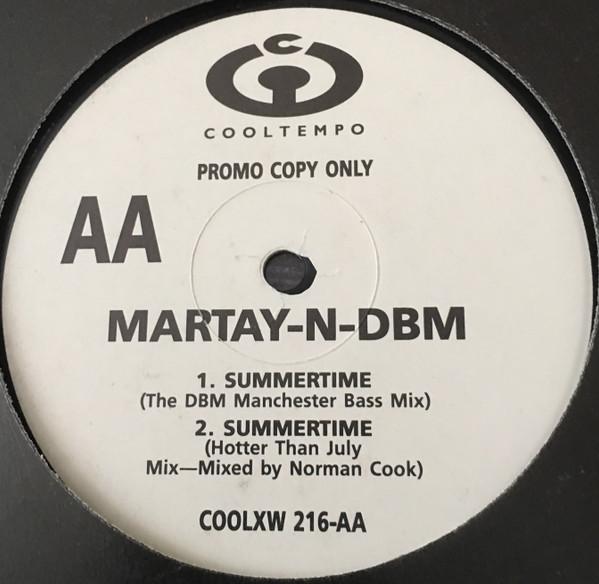 C
COOLTEMPO
PROMO COPY ONLY
AA
MARTAY-N-DBM
1. SUMMERTIME
(The DBM Manchester Bass Mix)
2. SUMMERTIME
(Hotter Than July
Mix—Mixed by Norman Cook)
COOLXW 216-AA